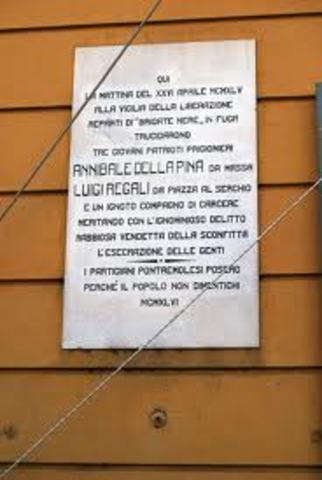 QUI
LA MATTINA DEL XXVI APRILE MCMXLV
ALLA VIGILIA DELLA LIBERAZIONE
REPARTI DI "BRIGATE NERE„ IN FUGA
TRUCIDARONO
TRE GIOVANI PATRIOTI PRIGIONIERI
ANNIBALE DELLA PINA DA MASSA
LUIGI REGALI DA PIAZZA AL SERCHIO
E UN IGNOTO COMPAGNO DI CARCERE
MERITANDO CON L'IGNOMINIOSO DELITTO
RABBIOSA VENDETTA DELLA SCONFITTA
L'ESECRAZIONE DELLE GENTI
I PARTIGIANI PONTREMOLESI POSERO
PERCHÈ IL POPOLO NON DIMENTICHI
MCMXLVI